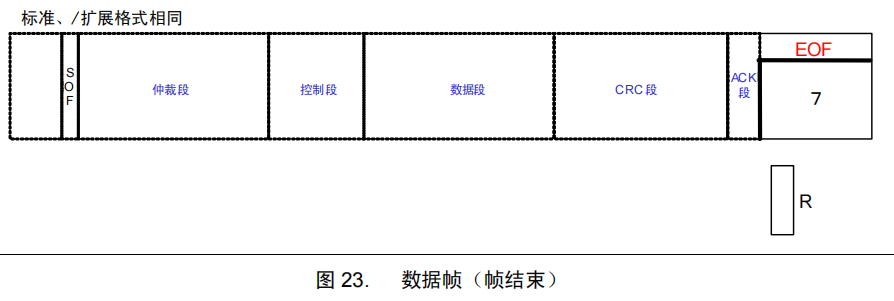 标准、/扩展格式相同
SOF
仲裁段
控制段
数据段
CRC 段
ACK
段
EOF
7
R
图 23. 数据帧（帧结束）